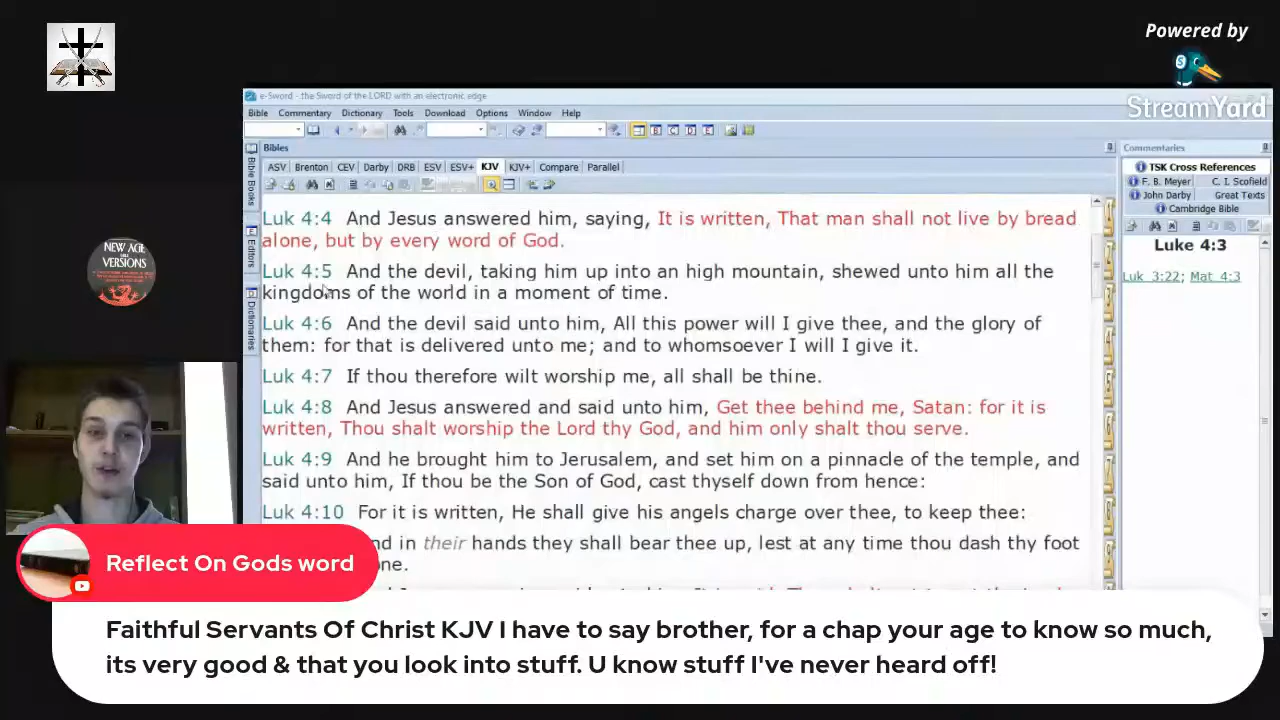 Powered by
StreamYard
e-Sword - the Sword of the LORD with an electronic edge
Bible Commentary Dictionary Tools Download Options Window Help
Bibles
ASV Brenton CEV Darby DRB ESV ESV+ KJV KJV+ Compare Parallel
Bible Books
Editors
Dictionaries
Luk 4:4 And Jesus answered him, saying, It is written, That man shall not live by bread
alone, but by every word of God.
Luk 4:5 And the devil, taking him up into an high mountain, shewed unto him all the
kingdoms of the world in a moment of time.
Luk 4:6 And the devil said unto him, All this power will I give thee, and the glory of
them: for that is delivered unto me; and to whomsoever I will I give it.
Luk 4:7 If thou therefore wilt worship me, all shall be thine.
Luk 4:8 And Jesus answered and said unto him, Get thee behind me, Satan: for it is
written, Thou shalt worship the Lord thy God, and him only shalt thou serve.
Luk 4:9 And he brought him to Jerusalem, and set him on a pinnacle of the temple, and
said unto him, If thou be the Son of God, cast thyself down from hence:
Luk 4:10 For it is written, He shall give his angels charge over thee, to keep thee:
in their hands they shall bear thee up, lest at any time thou dash thy foot
Commentaries
TSK Cross References
F. B. Meyer C. I. Scofield
John Darby Great Texts
Cambridge Bible
Luke 4:3
Luk 3:22; Mat 4:3
NEW AGE
VERSIONS
Reflect On Gods word
Faithful Servants Of Christ KJV I have to say brother, for a chap your age to know so much,
its very good & that you look into stuff. U know stuff I've never heard off!